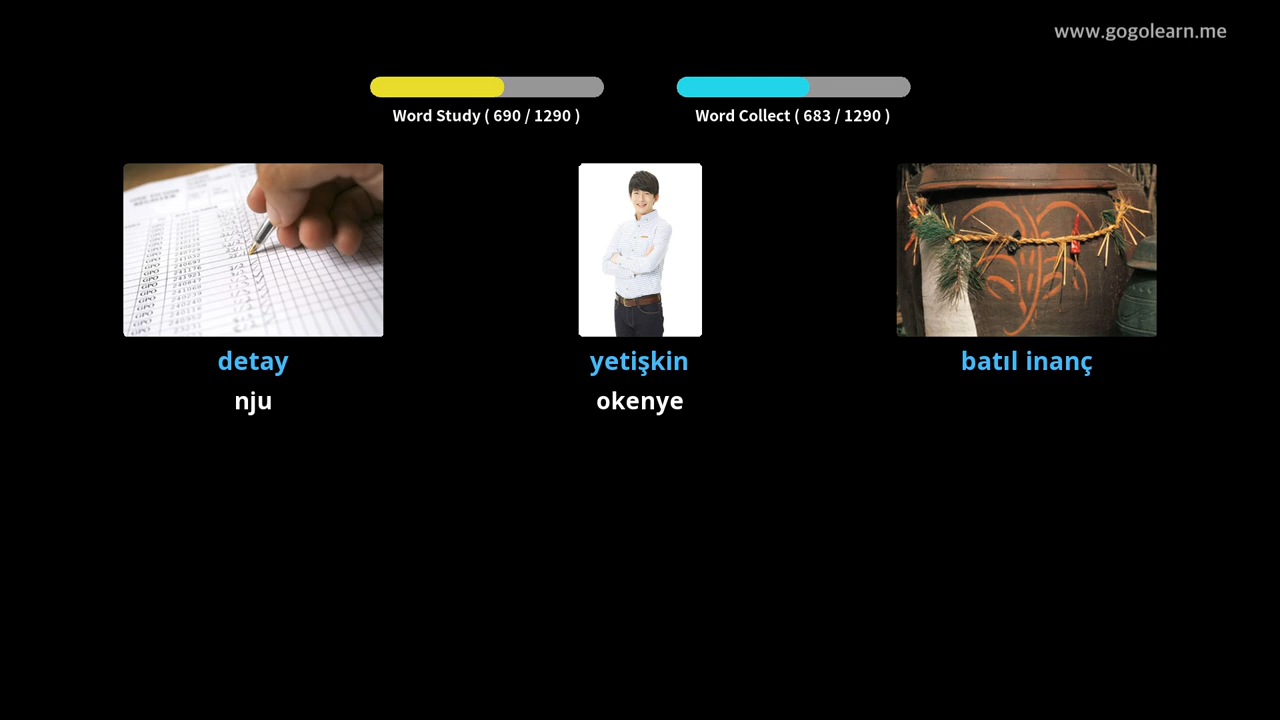 www.gogolearn.me
Word Study ( 690 / 1290 )
Word Collect ( 683 / 1290 )
detay
yetişkin
batıl inanç
nju
okenye